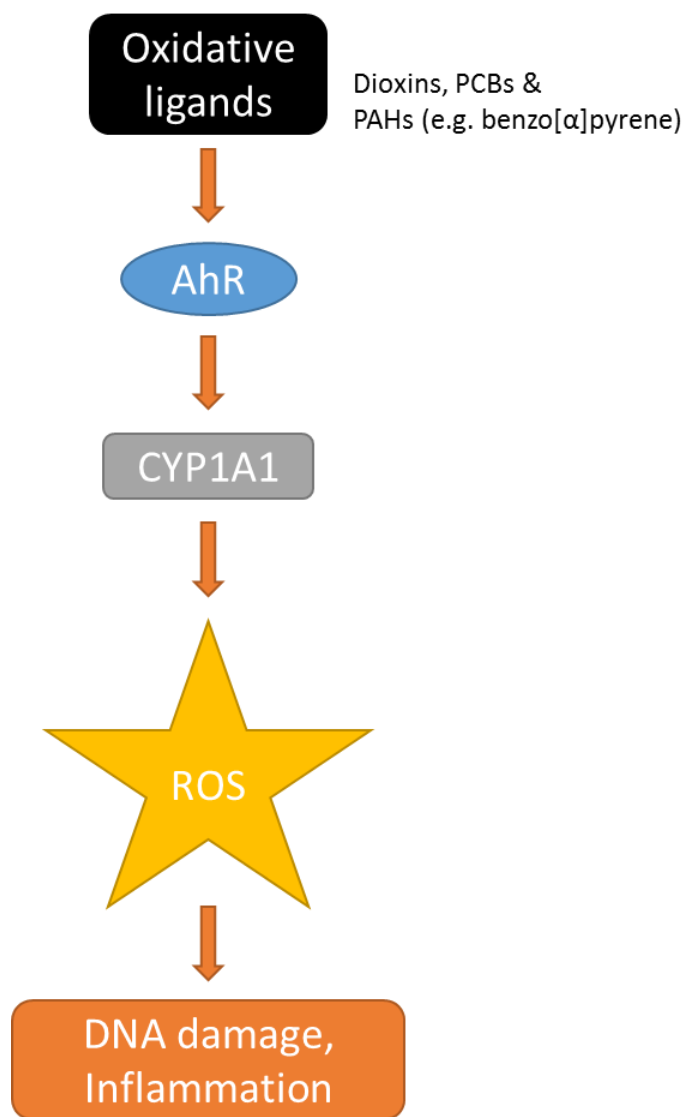 Oxidative
ligands
Dioxins, PCBs &
PAHs (e.g. benzo[α]pyrene)
AhR
CYP1A1
ROS
DNA damage,
Inflammation